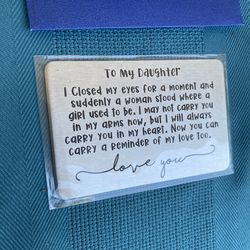 To My Daughter
I Closed my eyes for a moment and
suddenly a woman stood where a
girl used to be. I may not carry you
in my arms now, but I will always
carry you in my heart. Now you can
carry a reminder of my love too.
love you